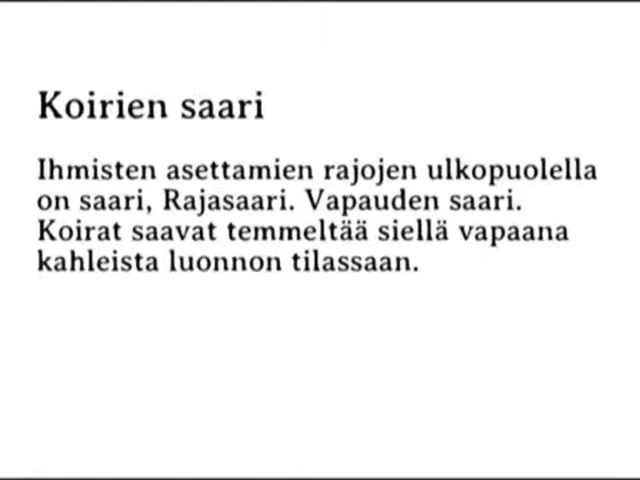 Koirien saari
Ihmisten asettamien rajojen ulkopuolella
on saari, Rajasaari. Vapauden saari.
Koirat saavat temmeltää siellä vapaana
kahleista luonnon tilassaan.